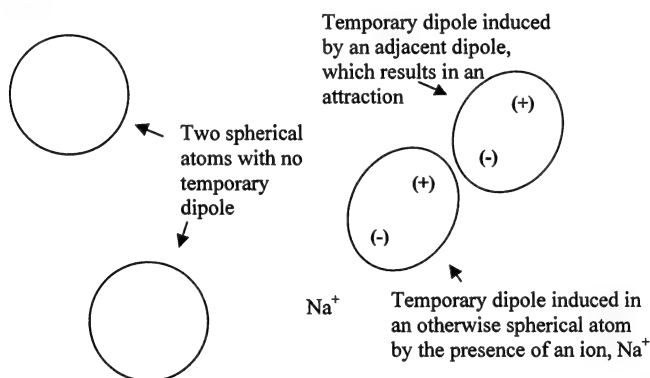 Temporary dipole induced
by an adjacent dipole,
which results in an
attraction
(+)
(-)
Two spherical
atoms with no
temporary
dipole
(+)
(-)
Na⁺
Temporary dipole induced in
an otherwise spherical atom
by the presence of an ion, Na⁺